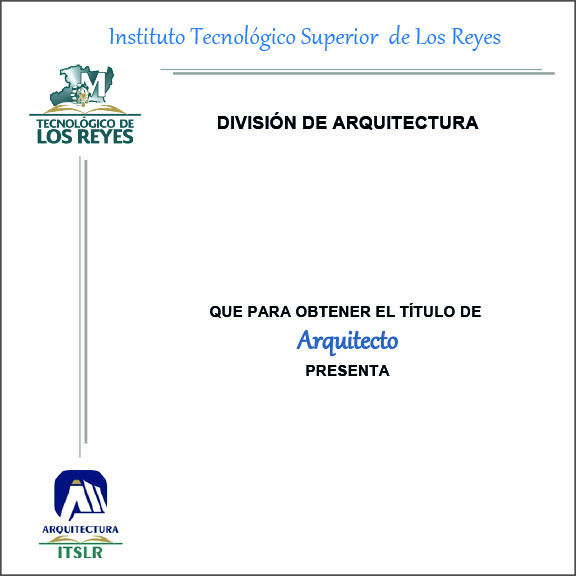 Instituto Tecnológico Superior de Los Reyes
M
TECNOLÓGICO DE
LOS REYES
DIVISIÓN DE ARQUITECTURA
QUE PARA OBTENER EL TÍTULO DE
Arquitecto
PRESENTA
ARQUITECTURA
ITSLR